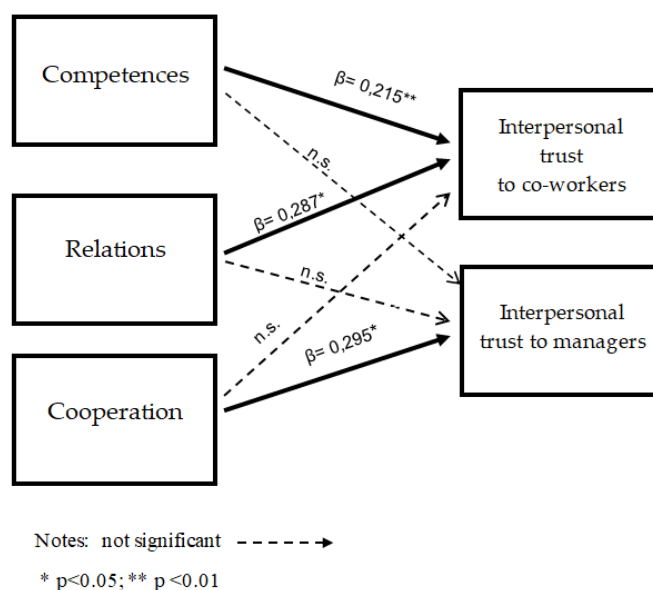 Competences
β= 0,215**
Interpersonal
trust
to co-workers
n.s.
β= 0,287*
Relations
n.s.
Interpersonal
trust to managers
n.s.
β= 0,295*
Cooperation
Notes: not significant
* p<0.05; ** p <0.01